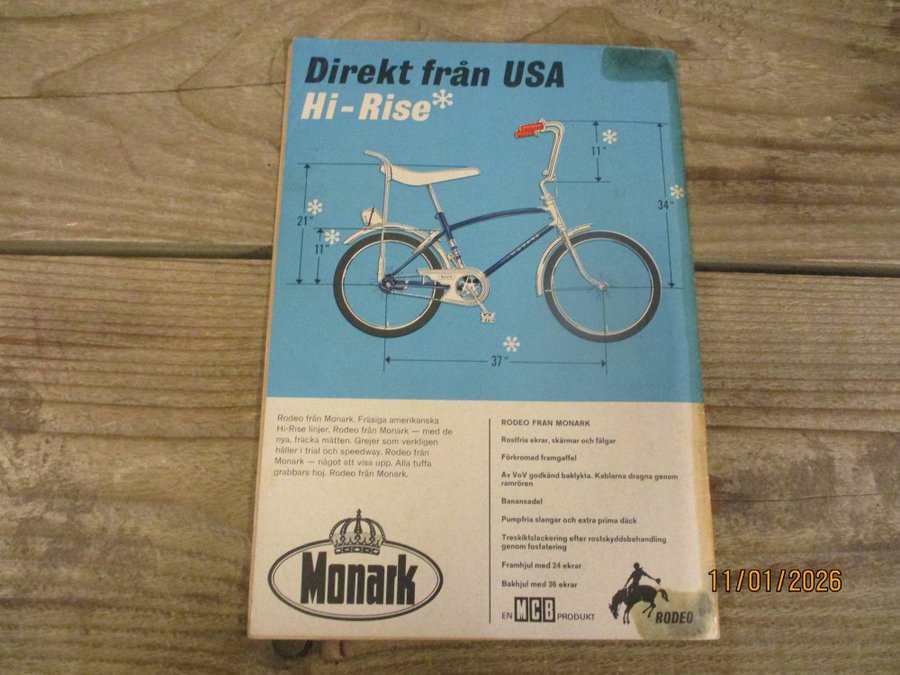 Direkt från USA
Hi-Rise*
11"
34"
21"
11"
37"
Rodeo från Monark. Fräsiga amerikanska
Hi-Rise linjer. Rodeo från Monark — med de
nya, fräcka måtten. Grejer som verkligen
håller i trial och speedway. Rodeo från
Monark — något att visa upp. Alla tuffa
grabbars hoj. Rodeo från Monark.
Monark
RODEO FRÅN MONARK
Rostfria ekrar, skärmar och fälgar
Förkromad framgaffel
Av VoV godkänd baklykta. Kablarna dragna genom
ramrören
Banansadel
Pumpfria slangar och extra prima däck
Treskiktslackering efter rostskyddsbehandling
genom fosfatering
Framhjul med 24 ekrar
Bakhjul med 36 ekrar
EN MCB PRODUKT
RODEO
11/01/2026